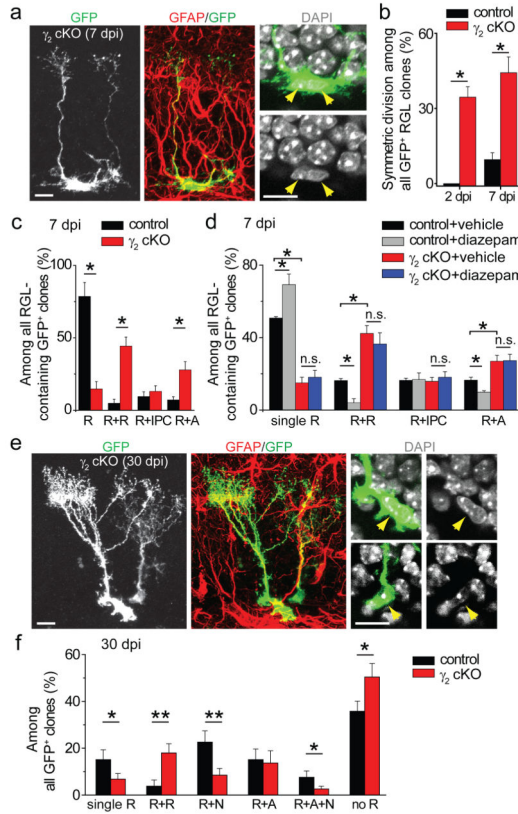 a
GFP
GFAP/GFP
DAPI
γ2 cKO (7 dpi)
b
control
γ2 cKO
Symmetric division among
all GFP+ RGL clones (%)
60
30
0
*
*
2 dpi
7 dpi
c
7 dpi
control
γ2 cKO
Among all RGL-
containing GFP+ clones (%)
100
50
0
*
*
*
R
R+R
R+IPC
R+A
d
7 dpi
control+vehicle
control+diazepam
γ2 cKO+vehicle
γ2 cKO+diazepam
Among all RGL-
containing GFP+ clones (%)
80
40
0
*
*
n.s.
*
*
n.s.
n.s.
*
*
n.s.
single R
R+R
R+IPC
R+A
e
GFP
GFAP/GFP
DAPI
γ2 cKO (30 dpi)
f
30 dpi
control
γ2 cKO
Among
all GFP+ clones (%)
60
40
20
0
*
**
**
*
*
single R
R+R
R+N
R+A
R+A+N
no R